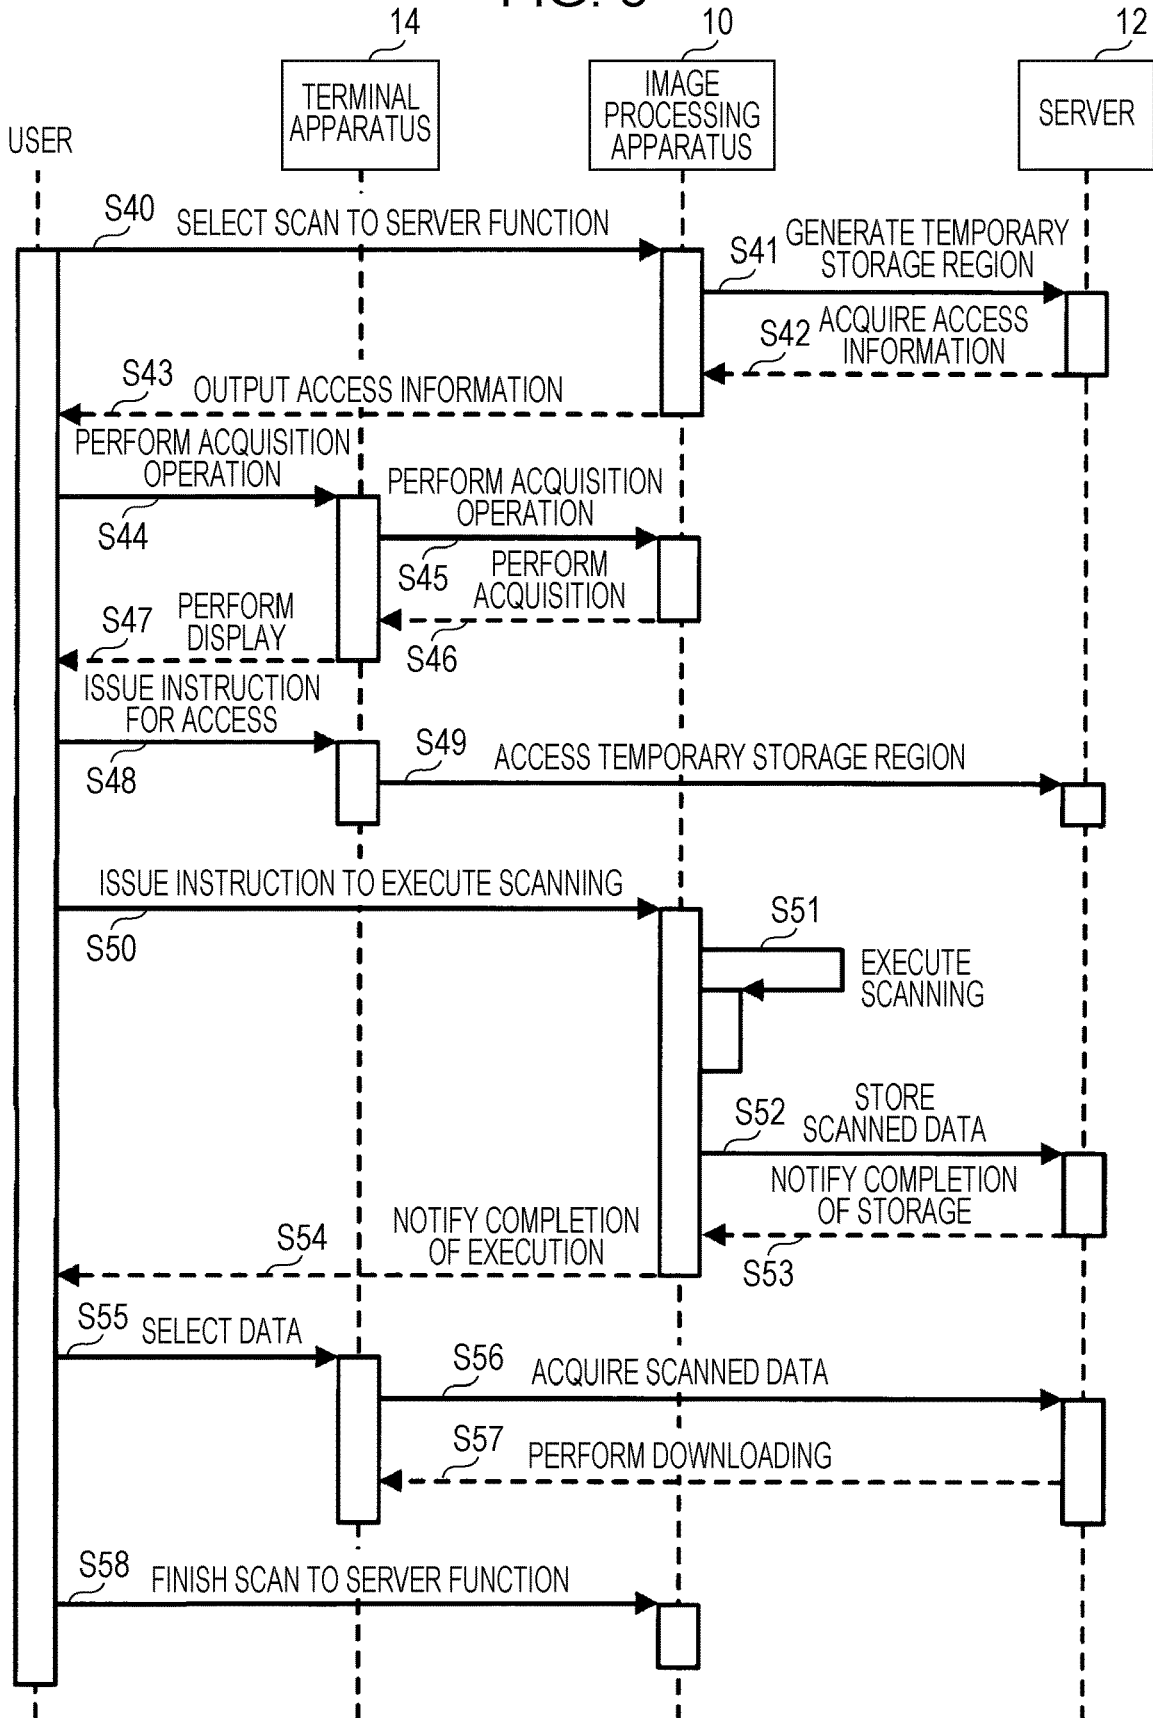 14
10
12
TERMINAL
APPARATUS
IMAGE
PROCESSING
APPARATUS
SERVER
USER
S40
SELECT SCAN TO SERVER FUNCTION
S41
GENERATE TEMPORARY
STORAGE REGION
S42
ACQUIRE ACCESS
INFORMATION
S43
OUTPUT ACCESS INFORMATION
PERFORM ACQUISITION
OPERATION
S44
PERFORM ACQUISITION
OPERATION
S45
PERFORM
ACQUISITION
S46
S47
PERFORM
DISPLAY
ISSUE INSTRUCTION
FOR ACCESS
S48
S49
ACCESS TEMPORARY STORAGE REGION
ISSUE INSTRUCTION TO EXECUTE SCANNING
S50
S51
EXECUTE
SCANNING
S52
STORE
SCANNED DATA
NOTIFY COMPLETION
OF STORAGE
S53
S54
NOTIFY COMPLETION
OF EXECUTION
S55
SELECT DATA
S56
ACQUIRE SCANNED DATA
S57
PERFORM DOWNLOADING
S58
FINISH SCAN TO SERVER FUNCTION